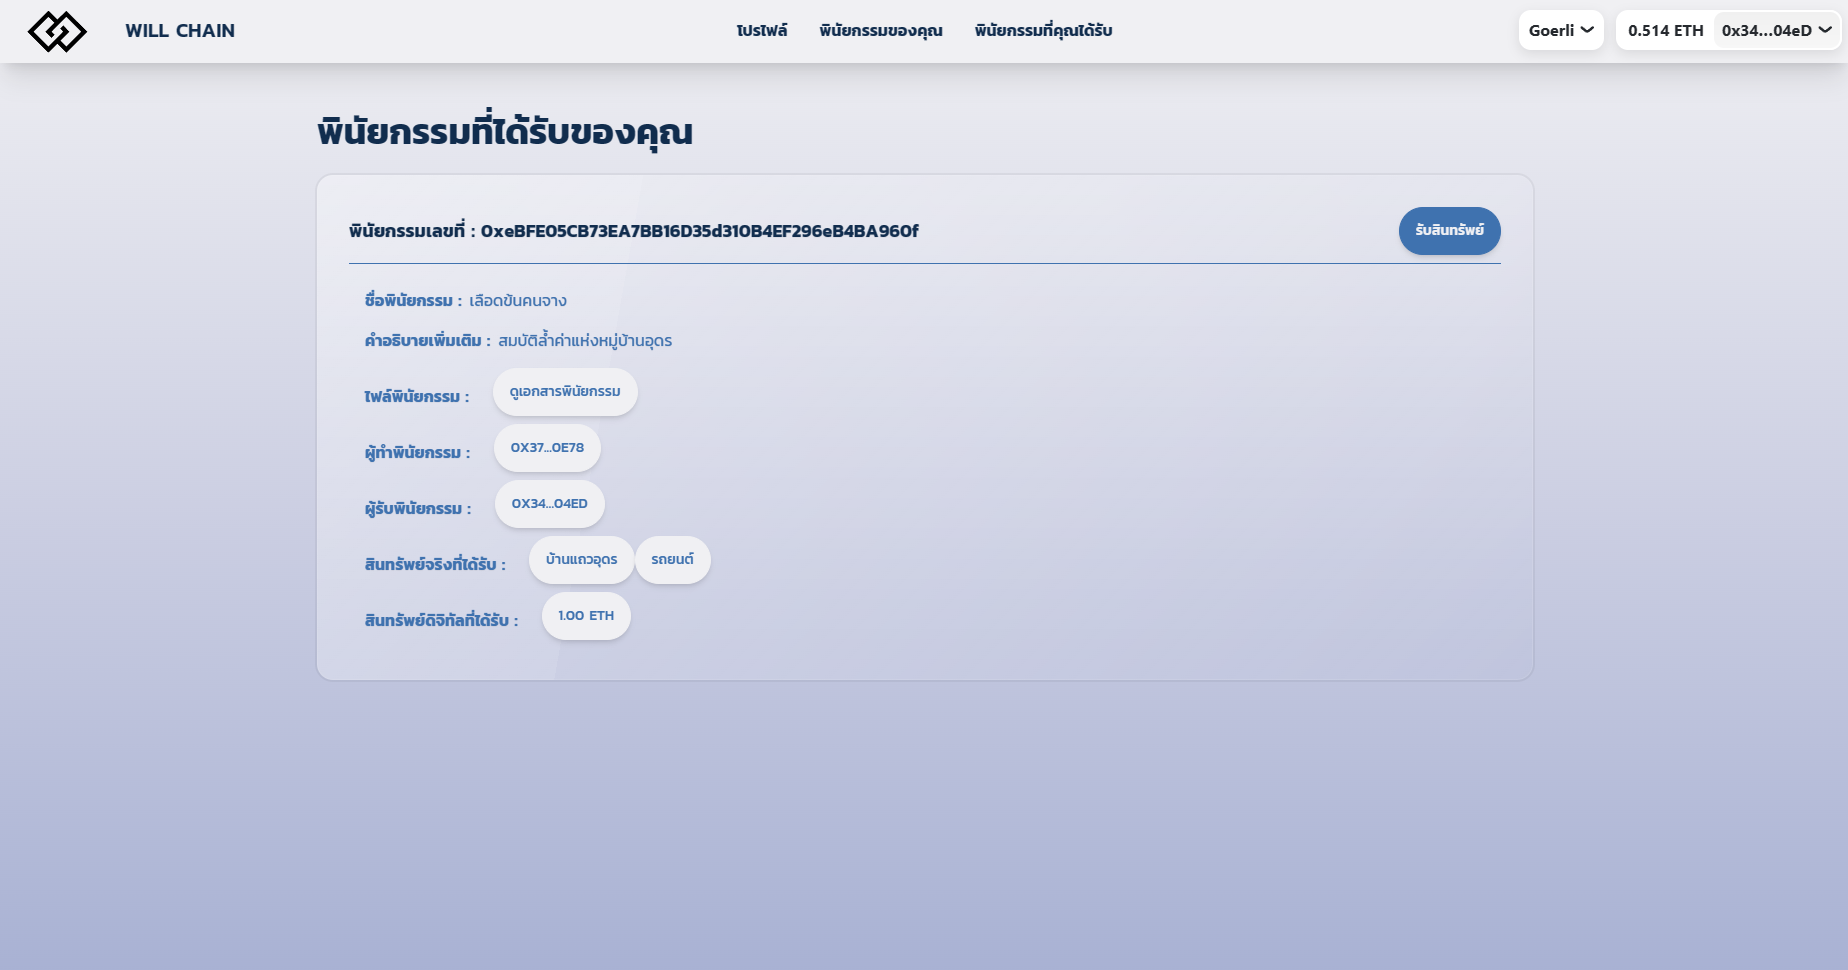 WILL CHAIN โปรไฟล์ พินัยกรรมของคุณ พินัยกรรมที่คุณได้รับ Goerli 0.514 ETH 0x34...04eD
พินัยกรรมที่ได้รับของคุณ
พินัยกรรมเลขที่ : 0xeBFE05CB73EA7BB16D35d310B4EF296eB4BA960f รับสินทรัพย์
ชื่อพินัยกรรม : เลือดข้นคนจาง
คำอธิบายเพิ่มเติม : สมบัติล้ำค่าแห่งหมู่บ้านอุดร
ไฟล์พินัยกรรม : ดูเอกสารพินัยกรรม
ผู้ทำพินัยกรรม : 0X37...0E78
ผู้รับพินัยกรรม : 0X34...04ED
สินทรัพย์จริงที่ได้รับ : บ้านแถวอุดร รถยนต์
สินทรัพย์ดิจิทัลที่ได้รับ : 1.00 ETH